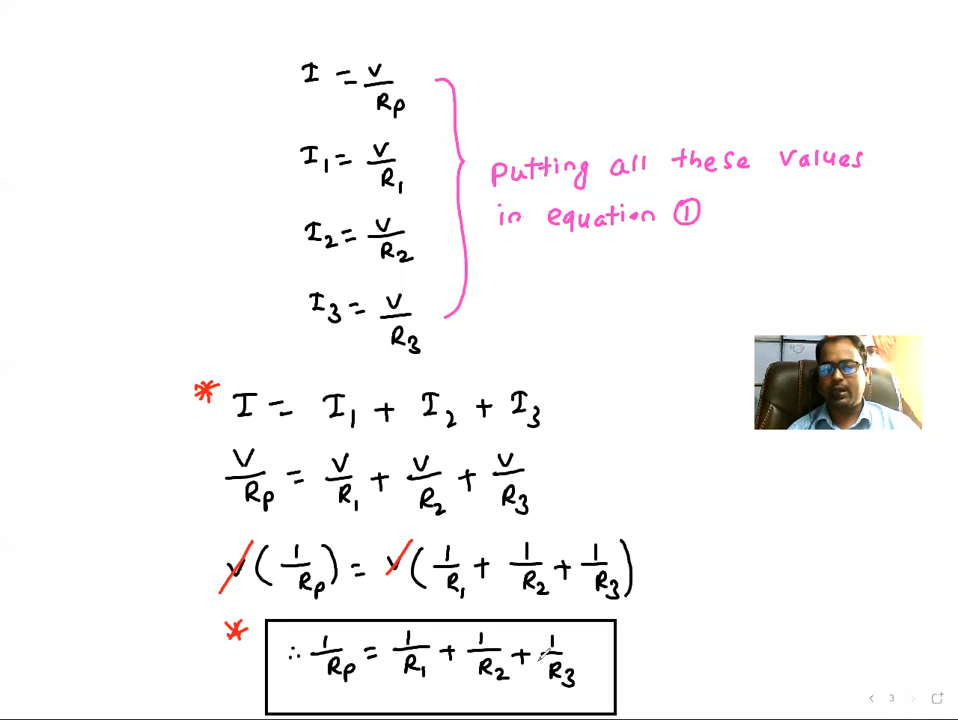 I = V/Rp
I1 = V/R1
I2 = V/R2
I3 = V/R3
Putting all these values
in equation ①
* I = I1 + I2 + I3
V/Rp = V/R1 + V/R2 + V/R3
V(1/Rp) = V(1/R1 + 1/R2 + 1/R3)
* ∴ 1/Rp = 1/R1 + 1/R2 + 1/R3
< 3 >